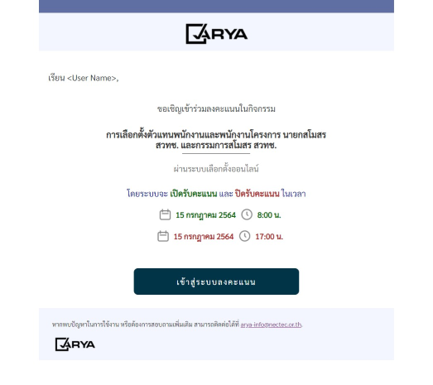 ARYA
เรียน <User Name>,
ขอเชิญเข้าร่วมลงคะแนนในกิจกรรม
การเลือกตั้งตัวแทนพนักงานและพนักงานโครงการ นายกสโมสร
สวทช. และกรรมการสโมสร สวทช.
ผ่านระบบเลือกตั้งออนไลน์
โดยระบบจะ เปิดรับคะแนน และ ปิดรับคะแนน ในเวลา
15 กรกฎาคม 2564 8:00 น.
15 กรกฎาคม 2564 17:00 น.
เข้าสู่ระบบลงคะแนน
หากพบปัญหาในการใช้งาน หรือต้องการสอบถามเพิ่มเติม สามารถติดต่อได้ที่ arya-info@nectec.or.th.
ARYA